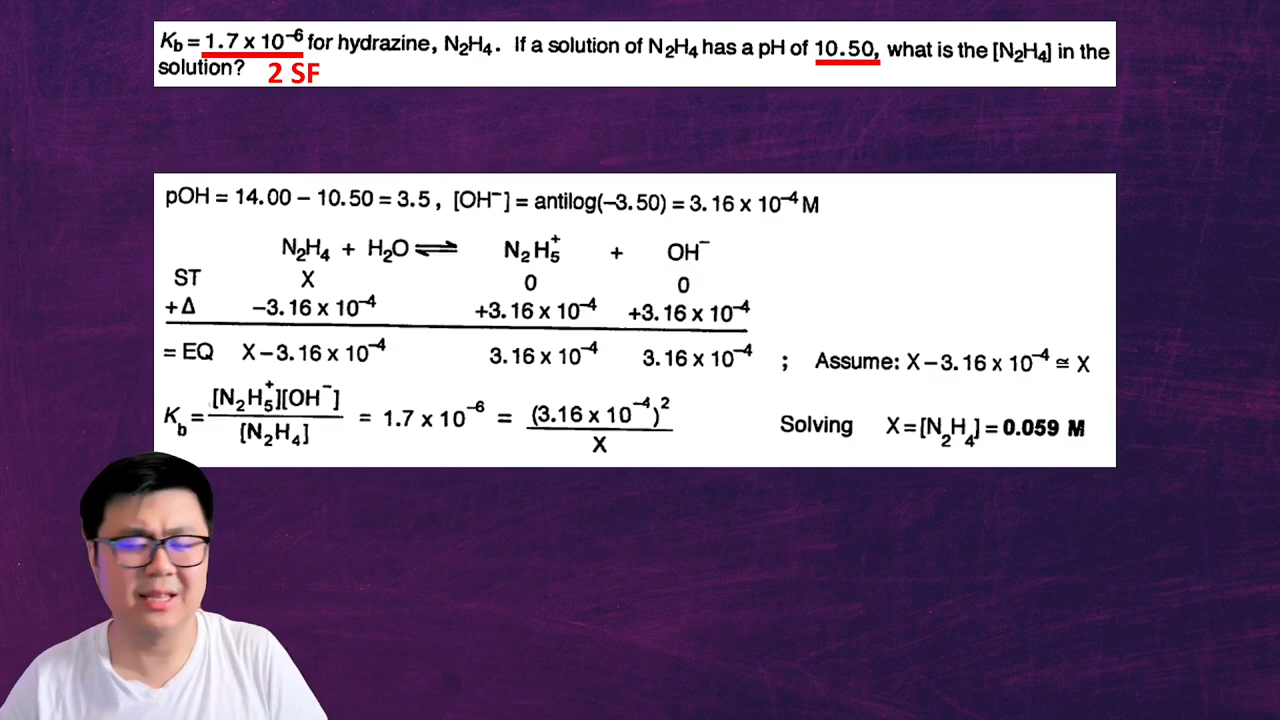 K_b = 1.7 x 10⁻⁶ for hydrazine, N₂H₄. If a solution of N₂H₄ has a pH of 10.50, what is the [N₂H₄] in the
solution? 2 SF
pOH = 14.00 − 10.50 = 3.5, [OH⁻] = antilog(−3.50) = 3.16 x 10⁻⁴ M
N₂H₄ + H₂O ⇌ N₂H₅⁺ + OH⁻
ST X 0 0
+Δ −3.16 x 10⁻⁴ +3.16 x 10⁻⁴ +3.16 x 10⁻⁴
= EQ X − 3.16 x 10⁻⁴ 3.16 x 10⁻⁴ 3.16 x 10⁻⁴ ; Assume: X − 3.16 x 10⁻⁴ ≅ X
K_b = [N₂H₅⁺][OH⁻] / [N₂H₄] = 1.7 x 10⁻⁶ = (3.16 x 10⁻⁴)² / X Solving X = [N₂H₄] = 0.059 M